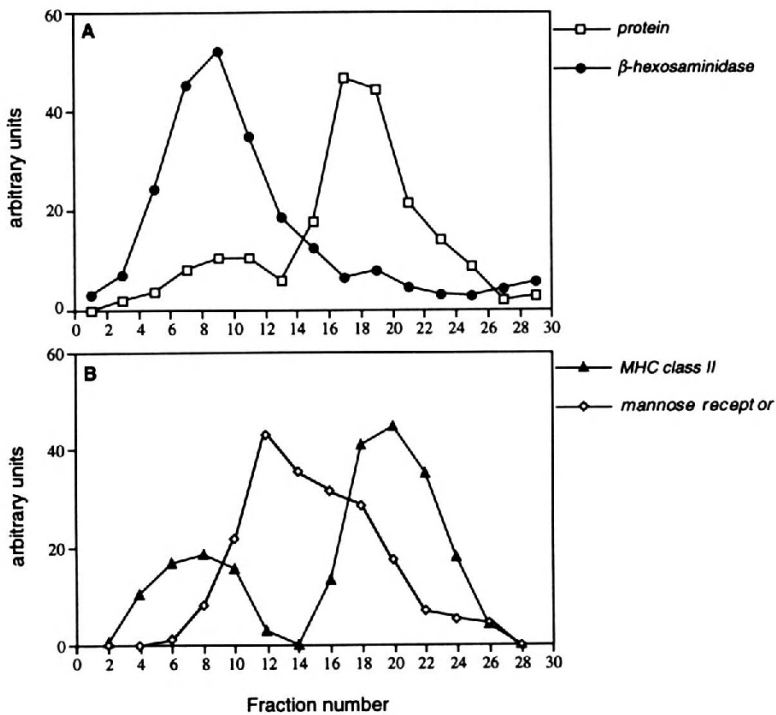 A
60
40
20
0
arbitrary units
0 2 4 6 8 10 12 14 16 18 20 22 24 26 28 30
protein
β-hexosaminidase
B
60
40
20
0
arbitrary units
0 2 4 6 8 10 12 14 16 18 20 22 24 26 28 30
MHC class II
mannose receptor
Fraction number